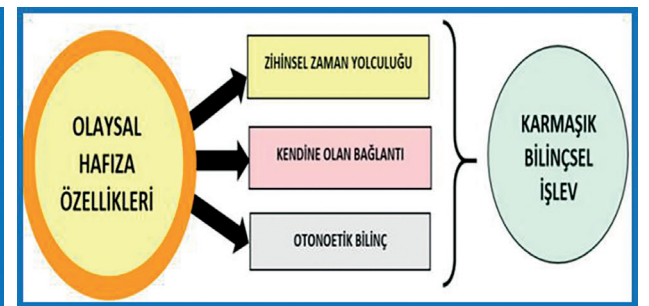 OLAYSAL
HAFIZA
ÖZELLİKLERİ
ZİHİNSEL ZAMAN YOLCULUĞU
KENDİNE OLAN BAĞLANTI
OTONOETİK BİLİNÇ
KARMAŞIK
BİLİNÇSEL
İŞLEV